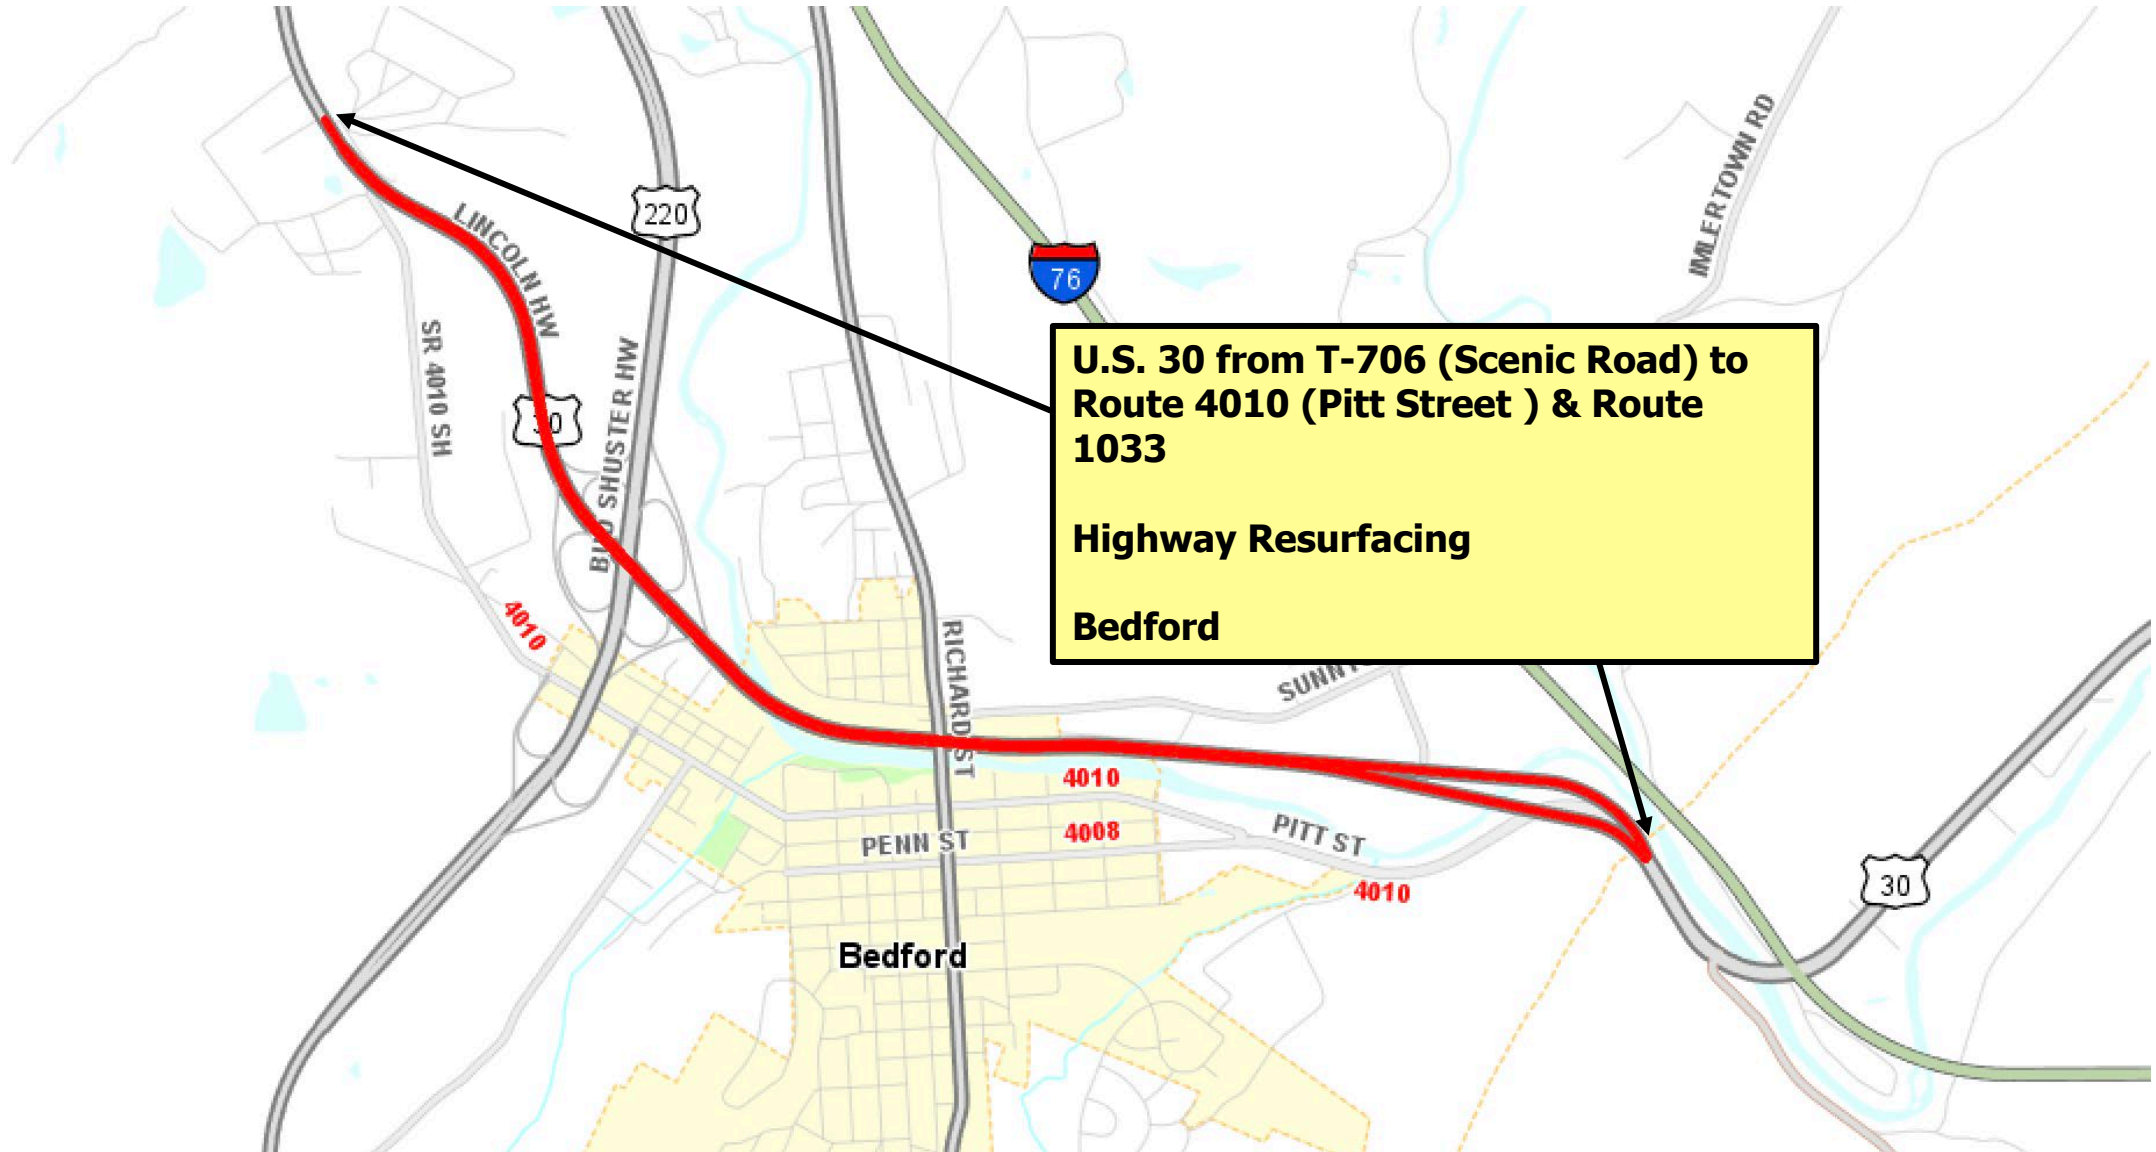 IMLERTOWN RD
LINCOLN HW
220
76
SR 4010 SH
30
BUD SHUSTER HW
U.S. 30 from T-706 (Scenic Road) to
Route 4010 (Pitt Street ) & Route
1033
Highway Resurfacing
Bedford
4010
RICHARD ST
4010
PENN ST
4008
PITT ST
4010
30
Bedford